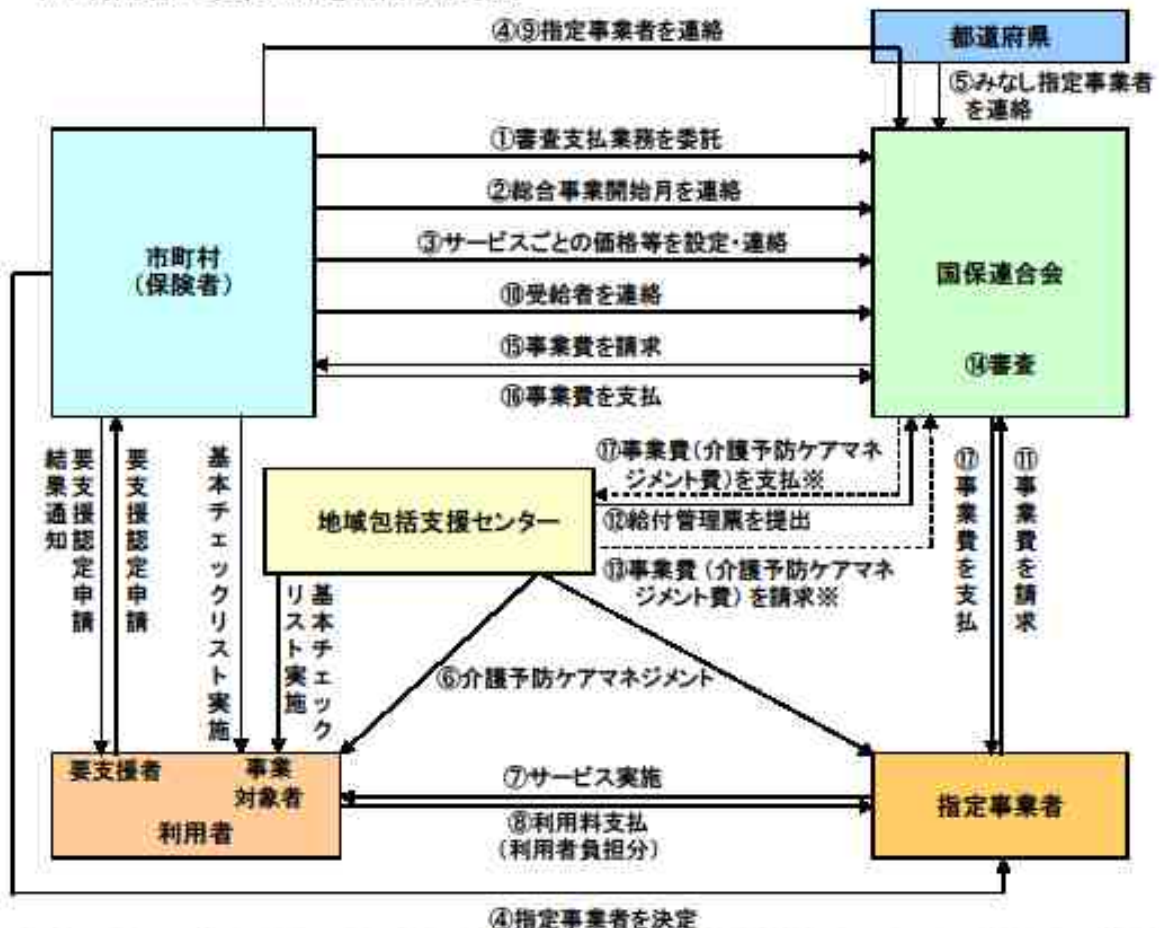 ④⑨指定事業者を連絡
都道府県
⑤みなし指定事業者
を連絡
市町村
（保険者）
①審査支払業務を委託
②総合事業開始月を連絡
③サービスごとの価格等を設定・連絡
⑩受給者を連絡
⑮事業費を請求
⑯事業費を支払
国保連合会
⑭審査
要支援認定申請
結果通知
要支援認定申請
基本チェックリスト実施
地域包括支援センター
⑰事業費（介護予防ケアマネ
ジメント費）を支払※
⑫給付管理票を提出
⑬事業費（介護予防ケアマネ
ジメント費）を請求※
⑰事業費を支払
⑪事業費を請求
基本チェック
リスト実施
⑥介護予防ケアマネジメント
要支援者
事業
対象者
利用者
⑦サービス実施
⑧利用料支払
（利用者負担分）
指定事業者
④指定事業者を決定